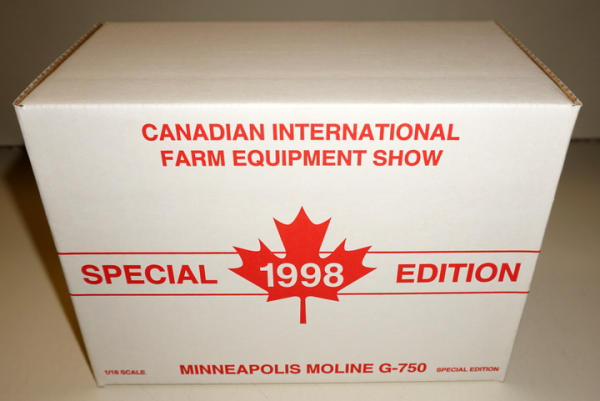 CANADIAN INTERNATIONAL
FARM EQUIPMENT SHOW
SPECIAL 1998 EDITION
1/16 SCALE MINNEAPOLIS MOLINE G-750 SPECIAL EDITION